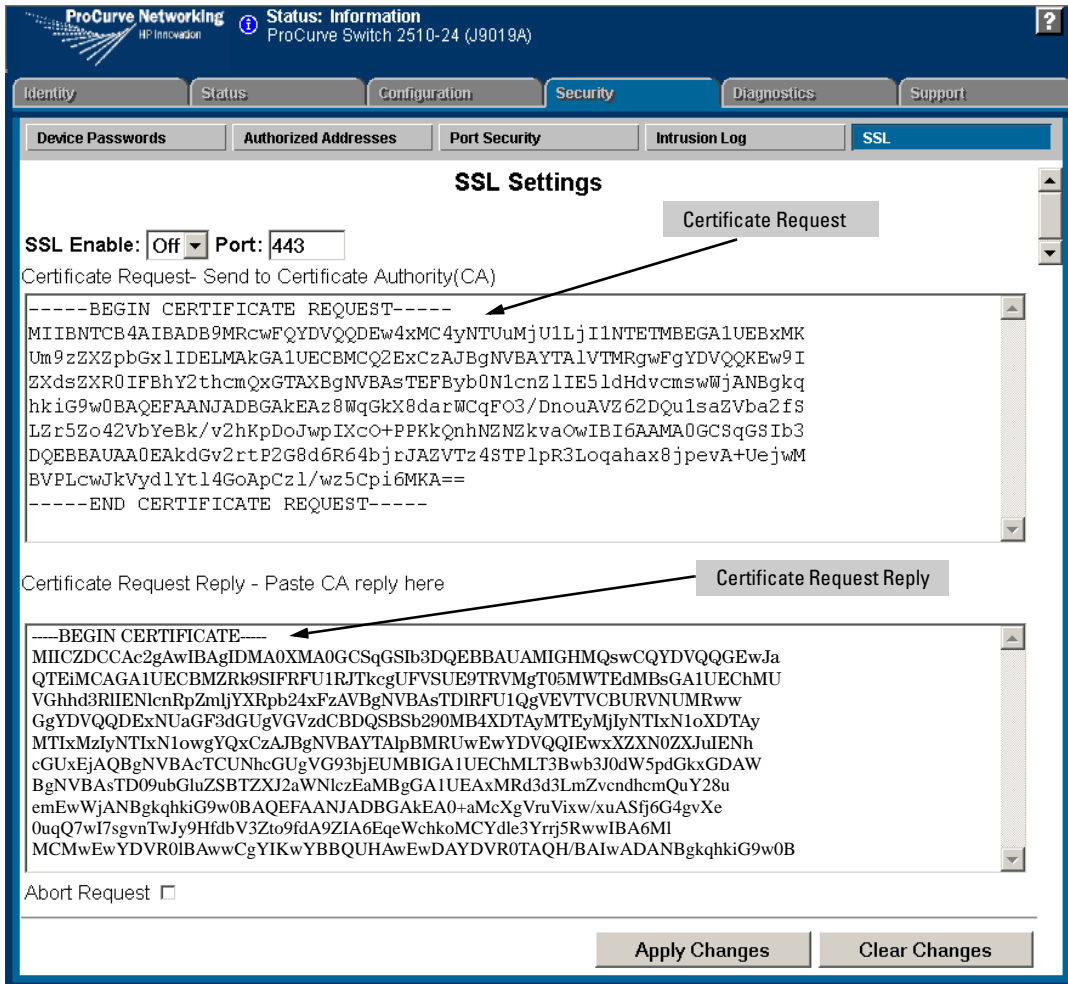 ProCurve Networking
HP Innovation
Status: Information
ProCurve Switch 2510-24 (J9019A)
?
Identity Status Configuration Security Diagnostics Support
Device Passwords Authorized Addresses Port Security Intrusion Log SSL
SSL Settings
Certificate Request
SSL Enable: Off Port: 443
Certificate Request- Send to Certificate Authority(CA)
-----BEGIN CERTIFICATE REQUEST-----
MIIBNTCB4AIBADB9MRcwFQYDVQQDEw4xMC4yNTUuMjU1LjI1NTETMBEGA1UEBxMK
Um9zZXZpbGxlIDELMAkGA1UECBMCQ2ExCzAJBgNVBAYTAlVTMRgwFgYDVQQKEw9I
ZXdsZXR0IFBhY2thcmQxGTAXBgNVBAsTEFByb0N1cnZlIE5ldHdvcmswWjANBgkq
hkiG9w0BAQEFAANJADBGAkEAz8WqGkX8darWCqFO3/DnouAVZ62DQu1saZVba2fS
LZr5Zo42VbYeBk/v2hKpDoJwpIXcO+PPKkQnhNZNZkvaOwIBI6AAMA0GCSqGSIb3
DQEBBAUAA0EAkdGv2rtP2G8d6R64bjrJAZVTz4STPlpR3Loqahax8jpevA+UejwM
BVPLcwJkVydlYtl4GoApCzl/wz5Cpi6MKA==
-----END CERTIFICATE REQUEST-----
Certificate Request Reply - Paste CA reply here
Certificate Request Reply
-----BEGIN CERTIFICATE-----
MIICZDCCAc2gAwIBAgIDMA0XMA0GCSqGSIb3DQEBBAUAMIGHMQswCQYDVQQGEwJa
QTEiMCAGA1UECBMZRk9SIFRFU1RJTkcgUFVSUE9TRVMgT05MWTEdMBsGA1UEChMU
VGhhd3RlIENlcnRpZmljYXRpb24xFzAVBgNVBAsTDlRFU1QgVEVTVCBURVNUMRww
GgYDVQQDExNUaGF3dGUgVGVzdCBDQSBSb290MB4XDTAyMTEyMjIyNTIxN1oXDTAy
MTIxMzIyNTIxN1owgYQxCzAJBgNVBAYTAlpBMRUwEwYDVQQIEwxXZXN0ZXJuIENh
cGUxEjAQBgNVBAcTCUNhcGUgVG93bjEUMBIGA1UEChMLT3Bwb3J0dW5pdGkxGDAW
BgNVBAsTD09ubGluZSBTZXJ2aWNlczEaMBgGA1UEAxMRd3d3LmZvcndhcmQuY28u
emEwWjANBgkqhkiG9w0BAQEFAANJADBGAkEA0+aMcXgVruVixw/xuASfj6G4gvXe
0uqQ7wI7sgvnTwJy9HfdbV3Zto9fdA9ZIA6EqeWchkoMCYdle3Yrrj5RwwIBA6Ml
MCMwEwYDVR0lBAwwCgYIKwYBBQUHAwEwDAYDVR0TAQH/BAIwADANBgkqhkiG9w0B
Abort Request
Apply Changes Clear Changes